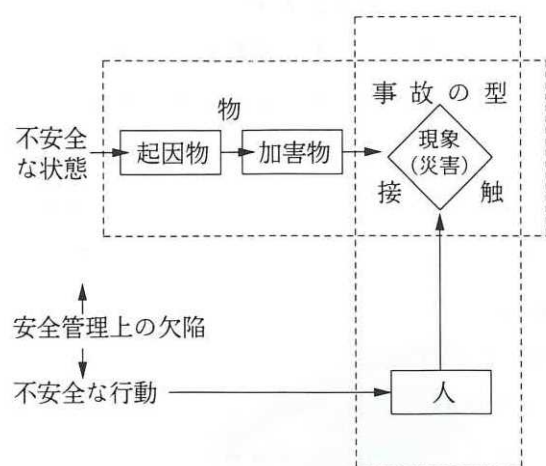 事故の型
物
不安全
な状態
起因物
加害物
現象
(災害)
接触
安全管理上の欠陥
不安全な行動
人